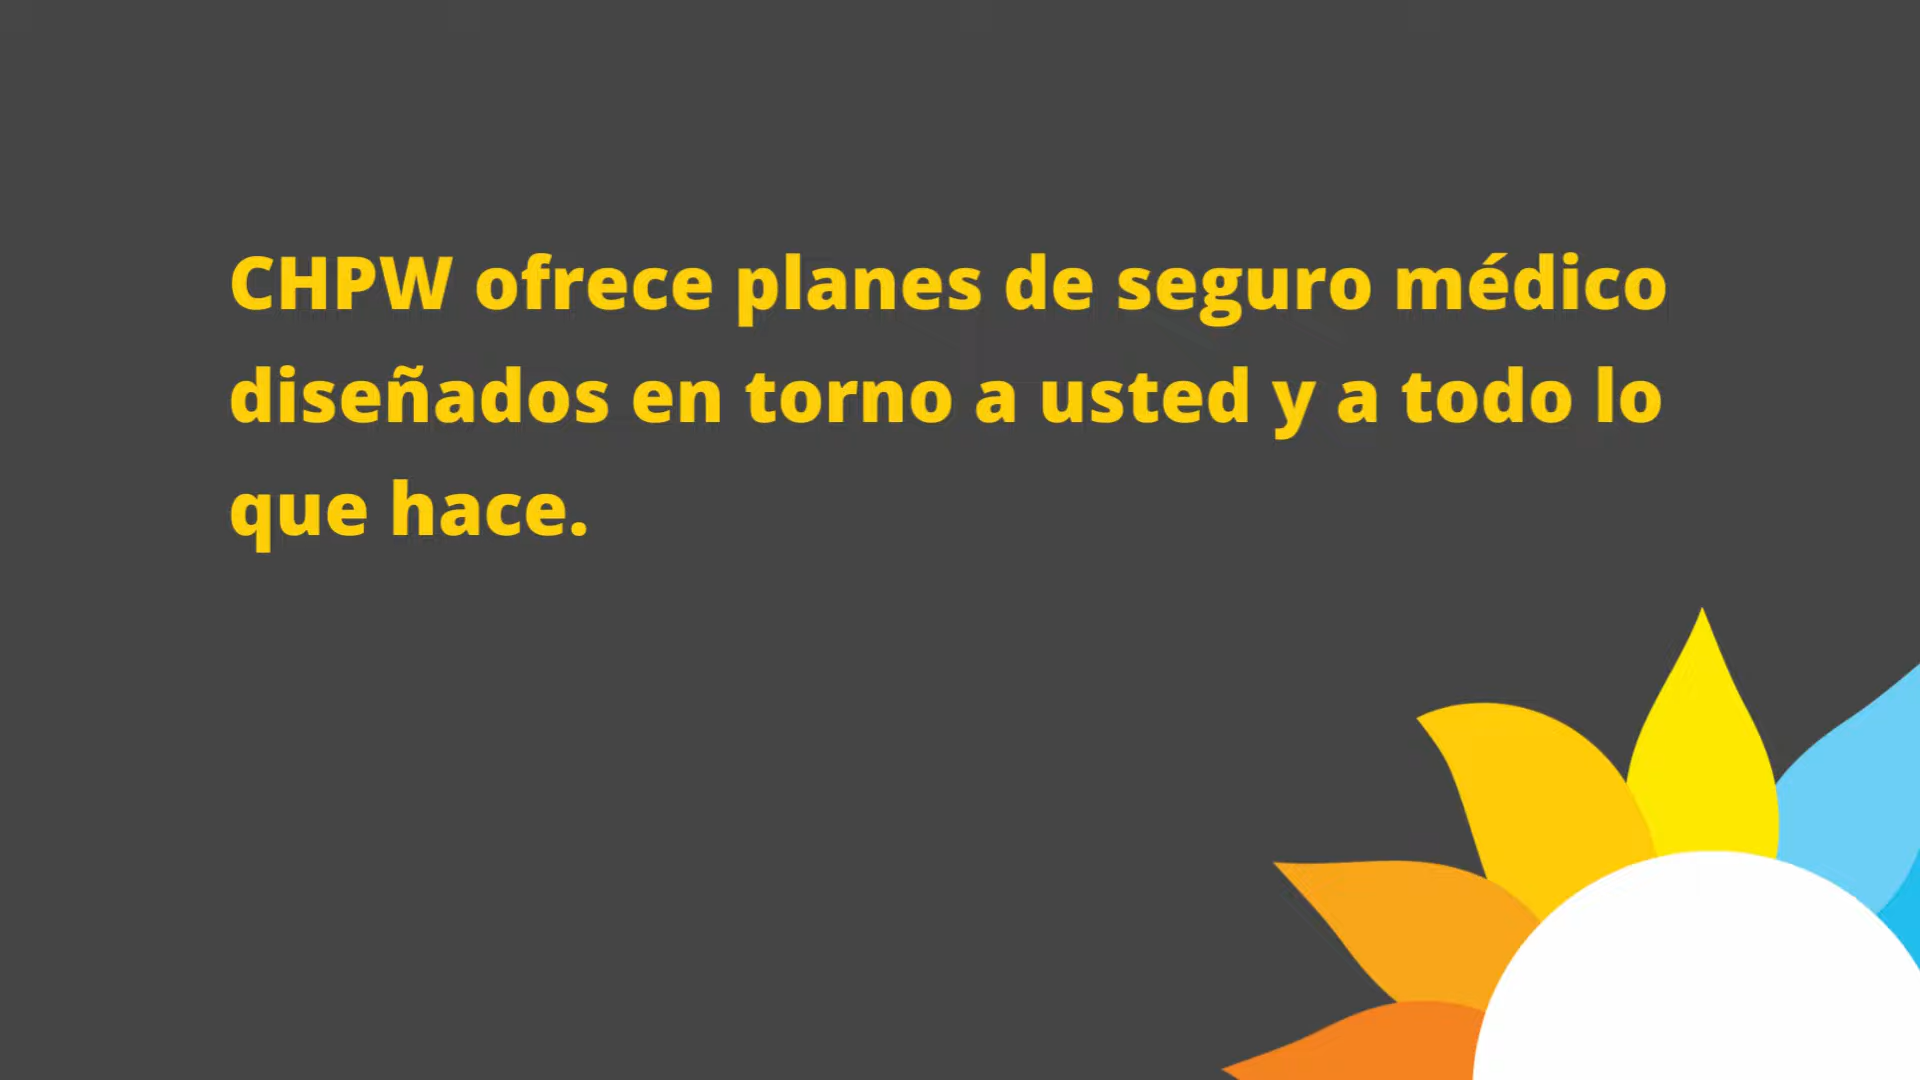 CHPW ofrece planes de seguro médico
diseñados en torno a usted y a todo lo
que hace.